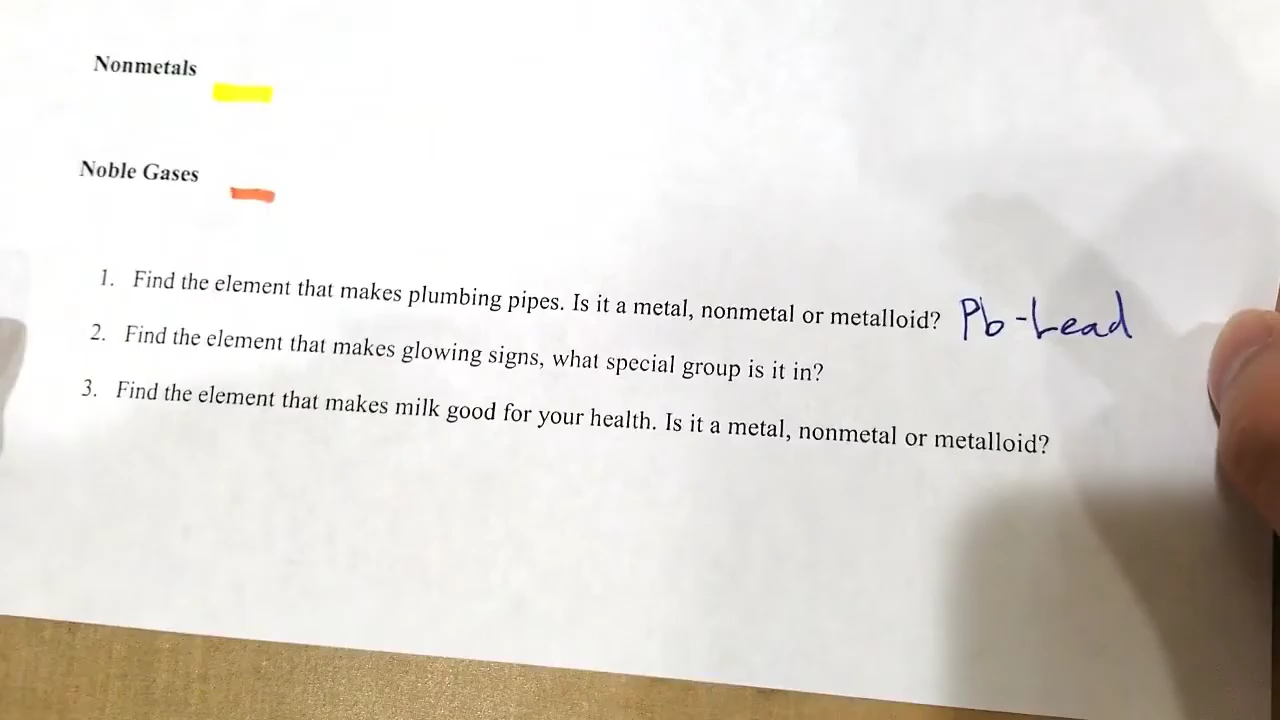 Nonmetals
Noble Gases
1. Find the element that makes plumbing pipes. Is it a metal, nonmetal or metalloid? Pb-Lead
2. Find the element that makes glowing signs, what special group is it in?
3. Find the element that makes milk good for your health. Is it a metal, nonmetal or metalloid?